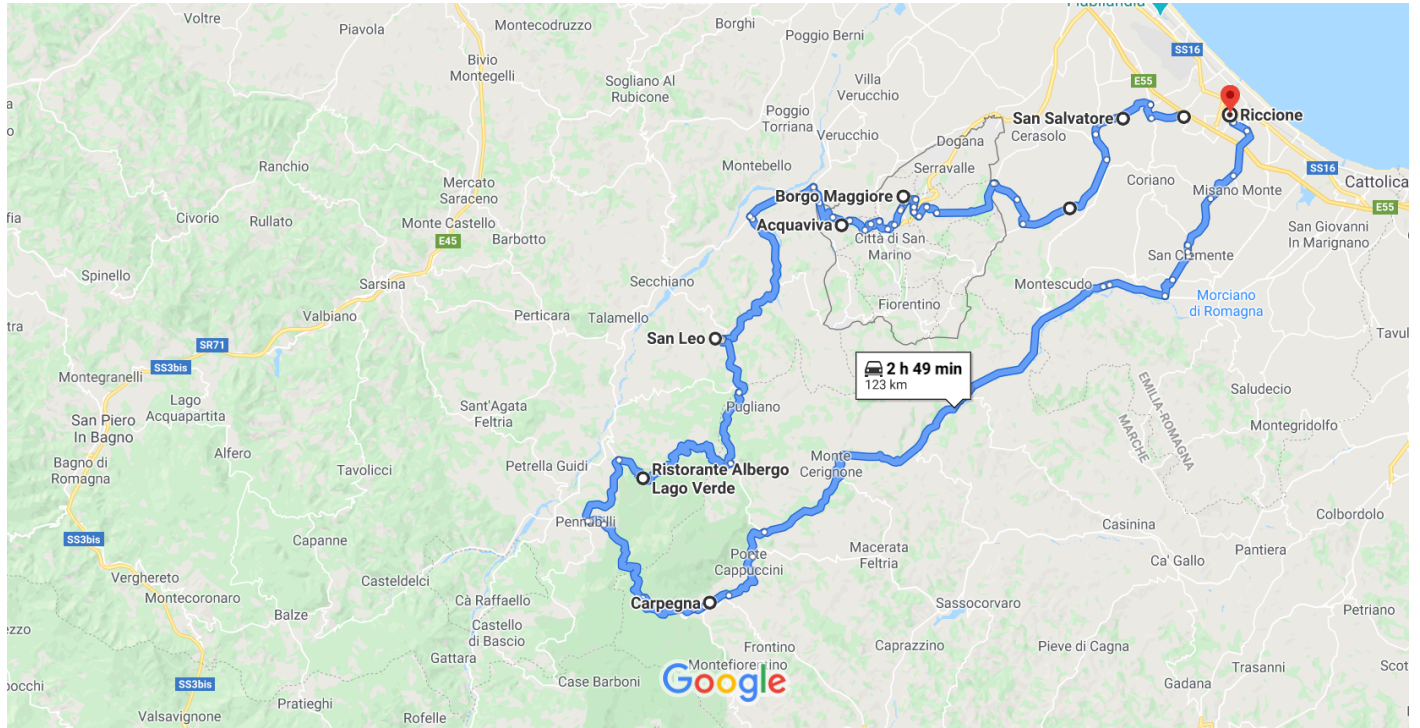 Voltre
Piavola
Montecodruzzo
Borghi
Poggio Berni
Fiabilandia
SS16
Bivio
Montegelli
Sogliano Al
Rubicone
Villa
Verucchio
E55
Poggio
Torriana
Verucchio
Dogana
San Salvatore
Cerasolo
Riccione
Ranchio
Montebello
Serravalle
SS16
Mercato
Saraceno
Coriano
Misano Monte
Cattolica
Civorio
Rullato
Monte Castello
Borgo Maggiore
E55
E45
Barbotto
Acquaviva
Città di San
Marino
San Giovanni
In Marignano
Spinello
Sarsina
Secchiano
San Clemente
Montescudo
Fiorentino
Morciano
di Romagna
Valbiano
Perticara
Talamello
San Leo
SR71
SS3bis
2 h 49 min
123 km
Montegranelli
Lago
Acquapartita
Sant'Agata
Feltria
Pugliano
EMILIA-ROMAGNA
MARCHE
Saludecio
San Piero
In Bagno
Montegridolfo
Alfero
Bagno di
Romagna
Tavolicci
Petrella Guidi
Ristorante Albergo
Lago Verde
Monte
Cerignone
Pennabilli
Colbordolo
SS3bis
Capanne
Casinina
Pantiera
Ponte
Cappuccini
Macerata
Feltria
Ca' Gallo
Verghereto
Casteldelci
Montecoronaro
Balze
Cà Raffaello
Carpegna
Sassocorvaro
Petriano
Castello
di Bascio
Gattara
Frontino
Caprazzino
Pieve di Cagna
Montefiorentino
Trasanni
SS3bis
Case Barboni
Google
Gadana
Pratieghi
Valsavignone
Rofelle